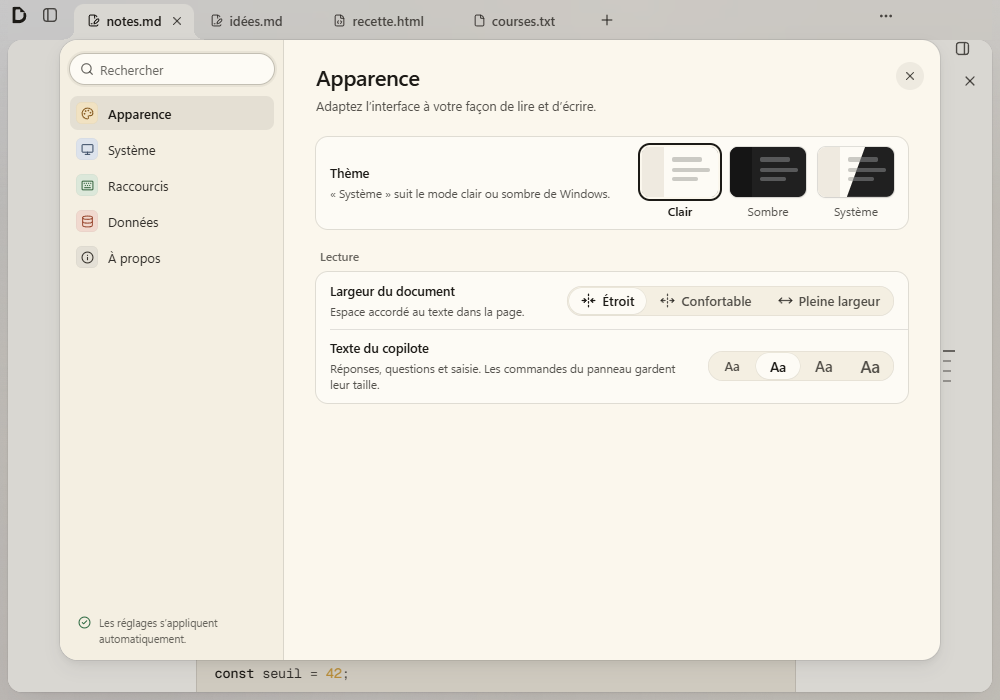 notes.md
idées.md
recette.html
courses.txt
Rechercher
Apparence
Système
Raccourcis
Données
À propos
Les réglages s'appliquent
automatiquement.
Apparence
Adaptez l'interface à votre façon de lire et d'écrire.
Thème
« Système » suit le mode clair ou sombre de Windows.
Clair
Sombre
Système
Lecture
Largeur du document
Espace accordé au texte dans la page.
Étroit
Confortable
Pleine largeur
Texte du copilote
Réponses, questions et saisie. Les commandes du panneau gardent
leur taille.
Aa Aa Aa Aa
const seuil = 42;